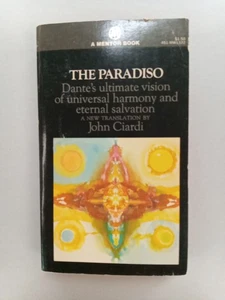 A MENTOR BOOK
THE PARADISO
Dante's ultimate vision
of universal harmony and
eternal salvation
A NEW TRANSLATION BY
John Ciardi